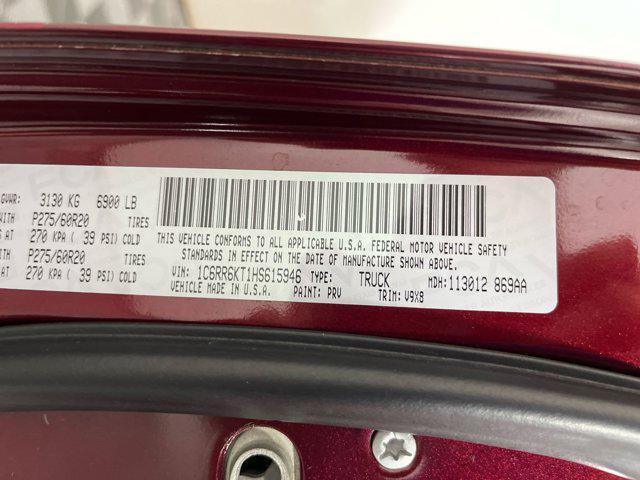 GVWR: 3130 KG 6900 LB
WITH P275/60R20 TIRES
AT 270 KPA ( 39 PSI) COLD
WITH P275/60R20 TIRES
AT 270 KPA ( 39 PSI) COLD
THIS VEHICLE CONFORMS TO ALL APPLICABLE U.S.A. FEDERAL MOTOR VEHICLE SAFETY
STANDARDS IN EFFECT ON THE DATE OF MANUFACTURE SHOWN ABOVE.
VIN: 1C6RR6KT1HS615946 TYPE: TRUCK MDH: 113012 869AA
VEHICLE MADE IN U.S.A. PAINT: PRV TRIM: V9X8